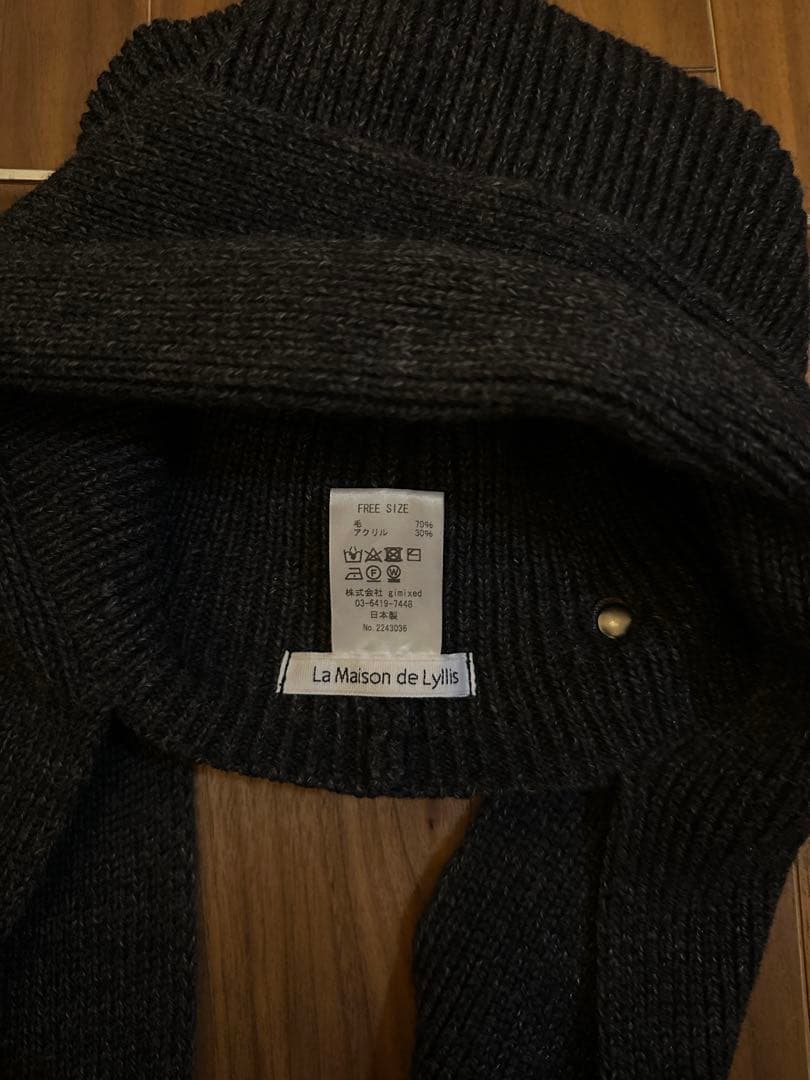 FREE SIZE
毛 70%
アクリル 30%
F W
株式会社 gimixed
03-6419-7448
日本製
No.2243036
La Maison de Lyllis